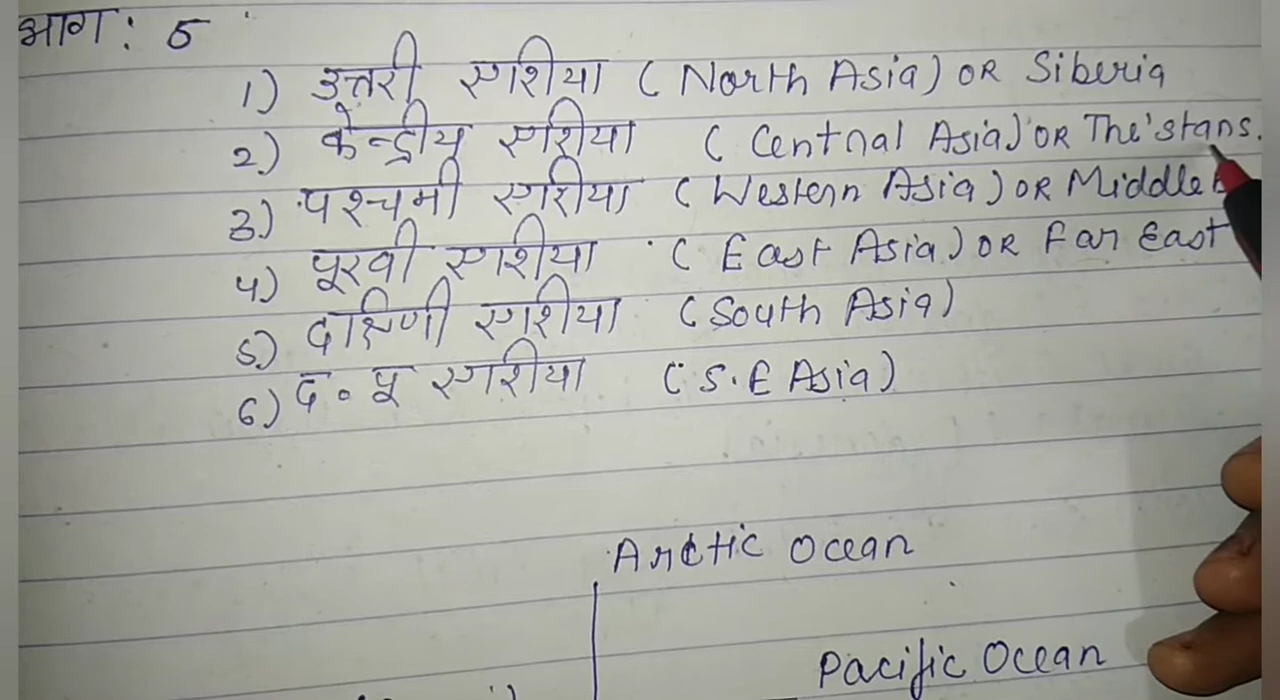 भाग: 5
1) उत्तरी एशिया (North Asia) OR Siberia
2) केन्द्रीय एशिया (Central Asia) OR The'stans.
3.) पश्चमी एशिया (Western Asia) OR Middle
4) पूरवी एशिया (East Asia) OR Far East
5.) दक्षिणी एशिया (South Asia)
6) द. पू एशिया (S.E Asia)
Arctic Ocean
Pacific Ocean